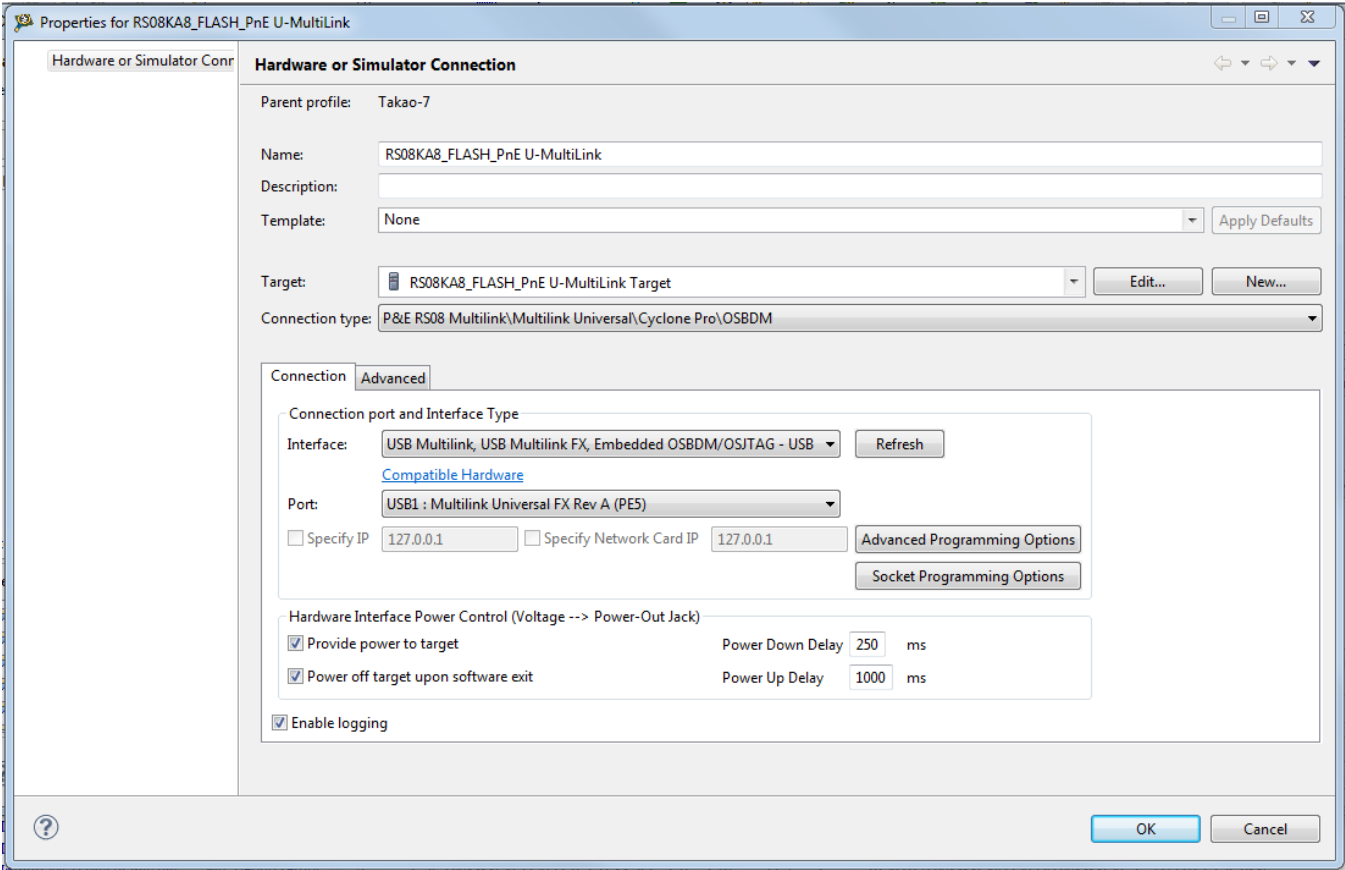 Properties for RS08KA8_FLASH_PnE U-MultiLink
Hardware or Simulator Conr
Hardware or Simulator Connection
Parent profile: Takao-7
Name: RS08KA8_FLASH_PnE U-MultiLink
Description:
Template: None Apply Defaults
Target: RS08KA8_FLASH_PnE U-MultiLink Target Edit... New...
Connection type: P&E RS08 Multilink\Multilink Universal\Cyclone Pro\OSBDM
Connection Advanced
Connection port and Interface Type
Interface: USB Multilink, USB Multilink FX, Embedded OSBDM/OSJTAG - USB Refresh
Compatible Hardware
Port: USB1 : Multilink Universal FX Rev A (PE5)
Specify IP 127.0.0.1 Specify Network Card IP 127.0.0.1 Advanced Programming Options
Socket Programming Options
Hardware Interface Power Control (Voltage --> Power-Out Jack)
Provide power to target Power Down Delay 250 ms
Power off target upon software exit Power Up Delay 1000 ms
Enable logging
OK Cancel